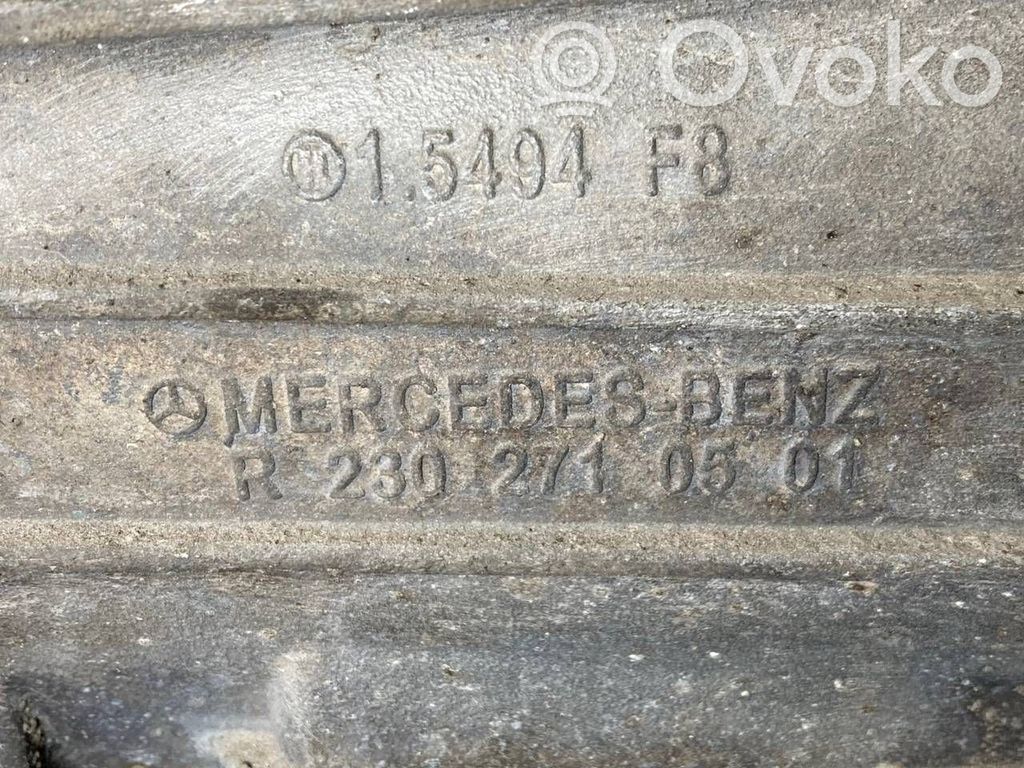 Ovoko
1.5494 F8
MERCEDES-BENZ
R 230 271 05 01